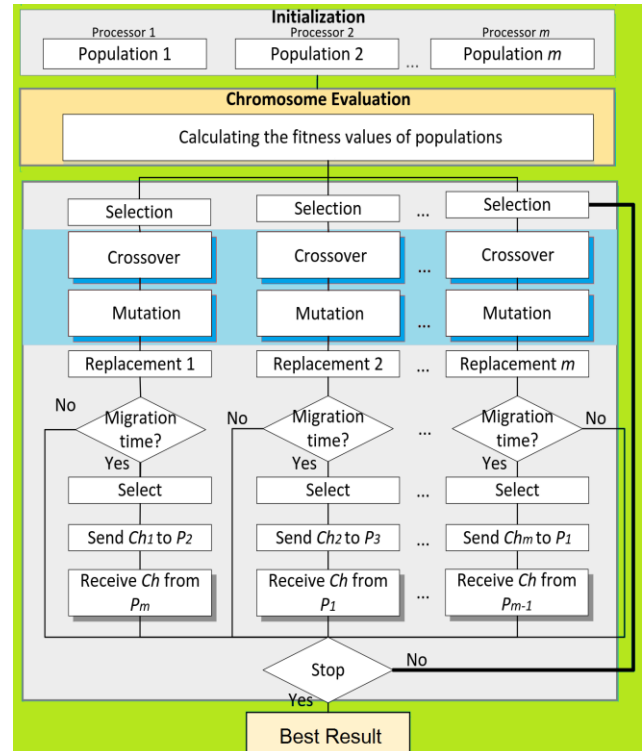 Initialization
Processor 1 Processor 2 Processor m
Population 1 Population 2 ... Population m
Chromosome Evaluation
Calculating the fitness values of populations
Selection Selection ... Selection
Crossover Crossover ... Crossover
Mutation Mutation ... Mutation
Replacement 1 Replacement 2 ... Replacement m
No Migration time? No Migration time? ... Migration time? No
Yes Yes Yes
Select Select ... Select
Send Ch1 to P2 Send Ch2 to P3 ... Send Chm to P1
Receive Ch from Pm Receive Ch from P1 ... Receive Ch from Pm-1
Stop No
Yes
Best Result